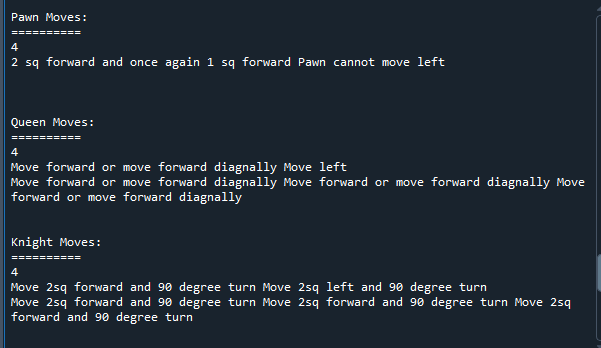 Pawn Moves:
==========
4
2 sq forward and once again 1 sq forward Pawn cannot move left
Queen Moves:
==========
4
Move forward or move forward diagnally Move left
Move forward or move forward diagnally Move forward or move forward diagnally Move
forward or move forward diagnally
Knight Moves:
==========
4
Move 2sq forward and 90 degree turn Move 2sq left and 90 degree turn
Move 2sq forward and 90 degree turn Move 2sq forward and 90 degree turn Move 2sq
forward and 90 degree turn